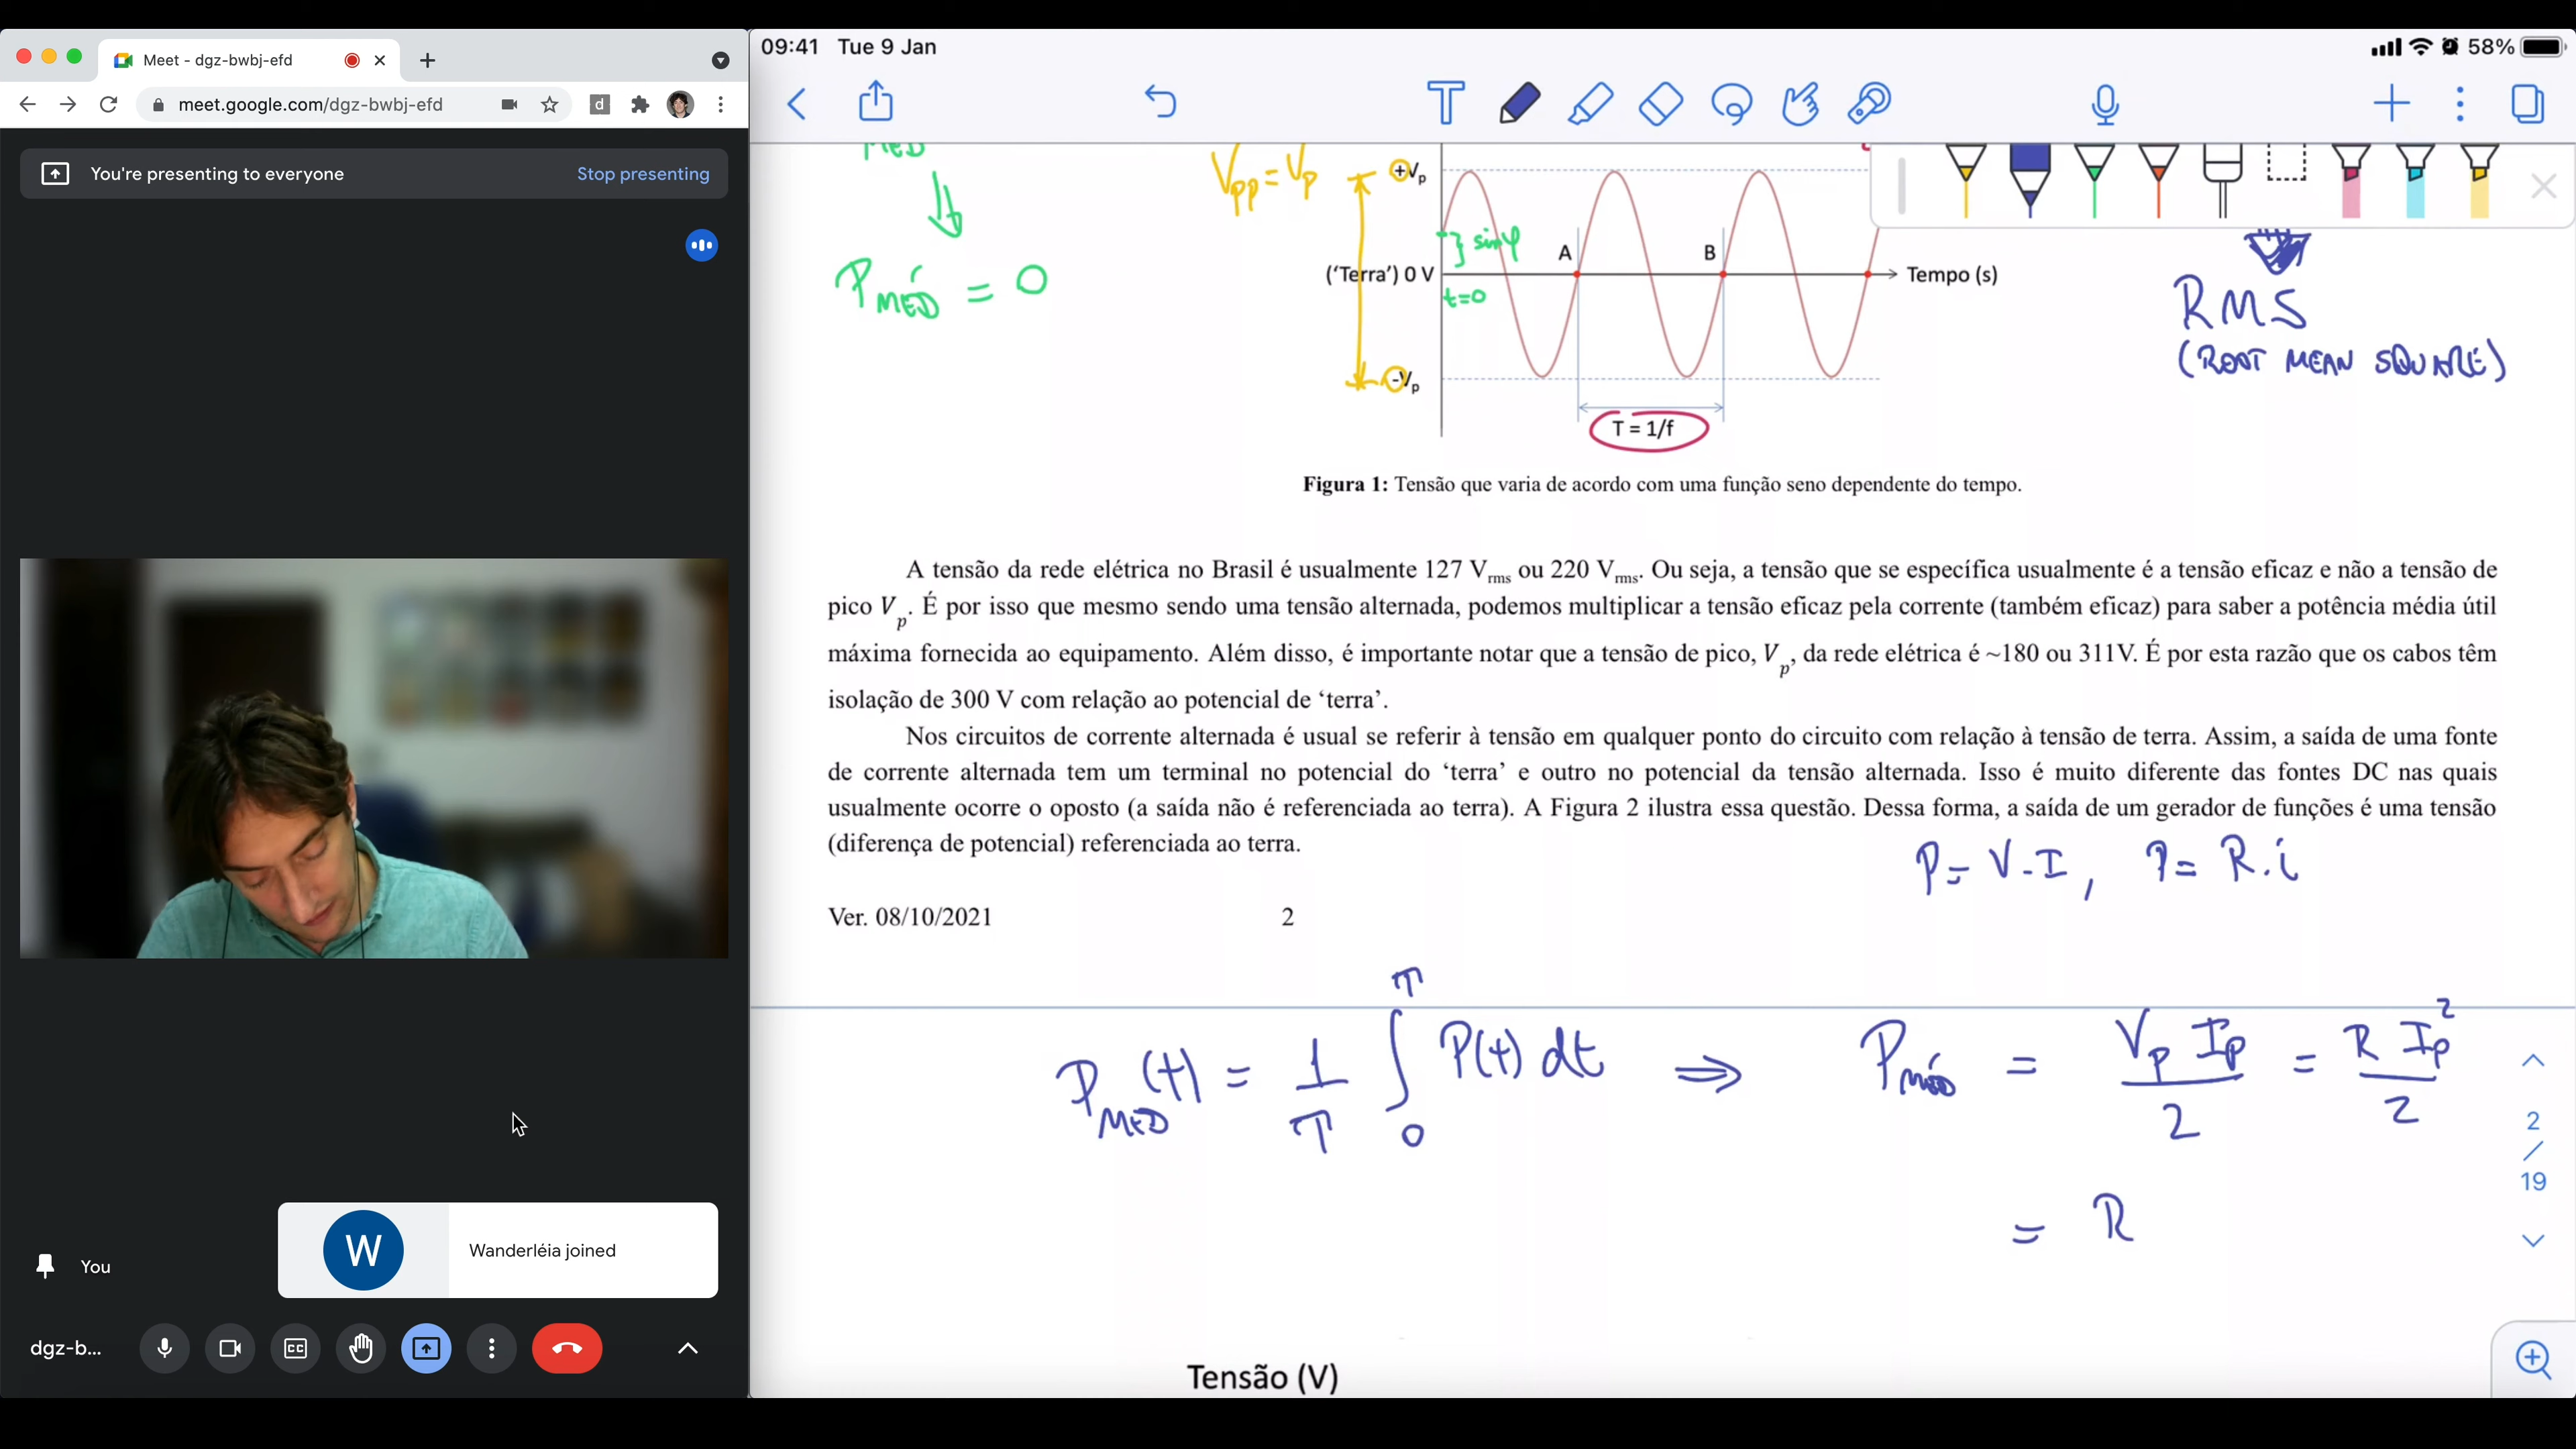 Meet - dgz-bwbj-efd
meet.google.com/dgz-bwbj-efd
d
You're presenting to everyone
Stop presenting
W
Wanderléia joined
You
dgz-b...
CC
09:41 Tue 9 Jan
58%
T
MED
P MÉD = 0
Vpp = Vp
+Vp
sin φ
A
B
('Terra') 0 V
t=0
Tempo (s)
-Vp
T = 1/f
RMS
(ROOT MEAN SQUARE)
Figura 1: Tensão que varia de acordo com uma função seno dependente do tempo.
A tensão da rede elétrica no Brasil é usualmente 127 Vrms ou 220 Vrms. Ou seja, a tensão que se específica usualmente é a tensão eficaz e não a tensão de
pico Vp. É por isso que mesmo sendo uma tensão alternada, podemos multiplicar a tensão eficaz pela corrente (também eficaz) para saber a potência média útil
máxima fornecida ao equipamento. Além disso, é importante notar que a tensão de pico, Vp, da rede elétrica é ~180 ou 311V. É por esta razão que os cabos têm
isolação de 300 V com relação ao potencial de ‘terra’.
Nos circuitos de corrente alternada é usual se referir à tensão em qualquer ponto do circuito com relação à tensão de terra. Assim, a saída de uma fonte
de corrente alternada tem um terminal no potencial do ‘terra’ e outro no potencial da tensão alternada. Isso é muito diferente das fontes DC nas quais
usualmente ocorre o oposto (a saída não é referenciada ao terra). A Figura 2 ilustra essa questão. Dessa forma, a saída de um gerador de funções é uma tensão
(diferença de potencial) referenciada ao terra.
P = V - I, P = R.i
Ver. 08/10/2021 2
P MED (t) = 1/T ∫₀ᵀ P(t) dt ⇒ P méd = Vp Ip / 2 = R Ip² / 2
= R
2
/
19
Tensão (V)